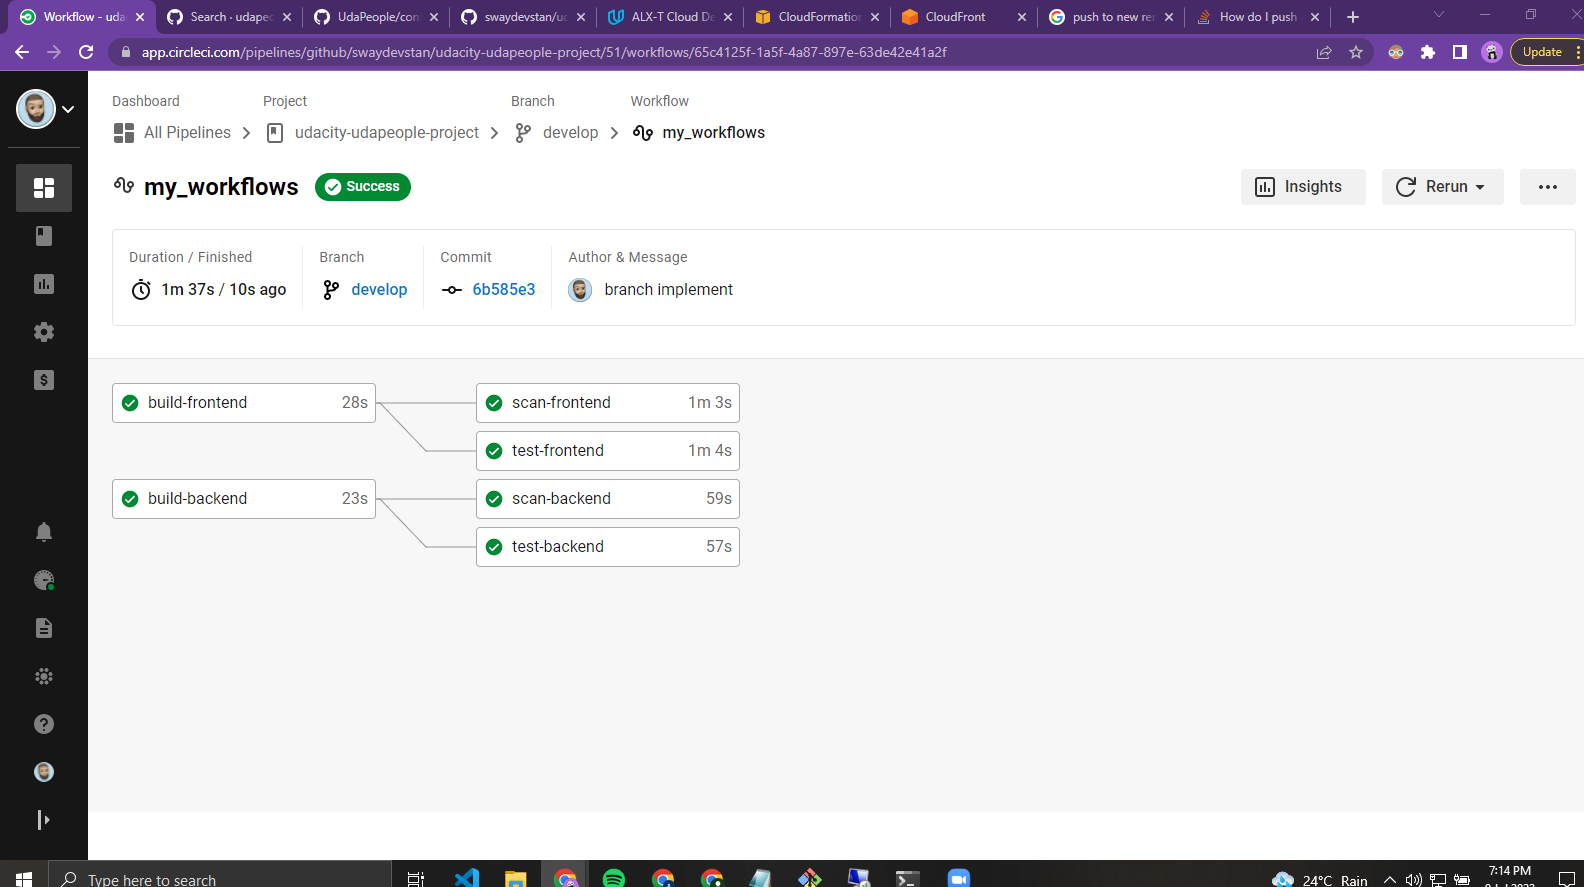 Workflow - uda
Search · udapeo
UdaPeople/con
swaydevstan/uc
ALX-T Cloud De
CloudFormation
CloudFront
push to new re
How do I push
app.circleci.com/pipelines/github/swaydevstan/udacity-udapeople-project/51/workflows/65c4125f-1a5f-4a87-897e-63de42e41a2f
Update
Dashboard Project Branch Workflow
All Pipelines udacity-udapeople-project develop my_workflows
my_workflows Success Insights Rerun
Duration / Finished Branch Commit Author & Message
1m 37s / 10s ago develop 6b585e3 branch implement
build-frontend 28s scan-frontend 1m 3s
test-frontend 1m 4s
build-backend 23s scan-backend 59s
test-backend 57s
7:14 PM
Type here to search 24°C Rain